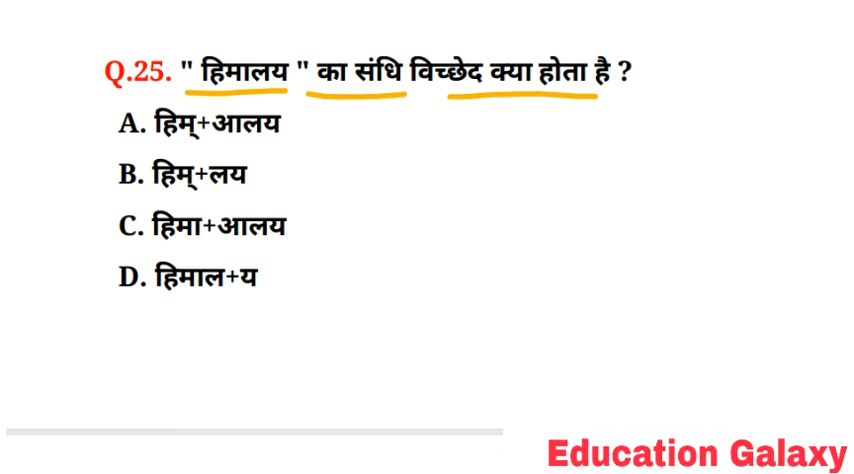 Q.25. " हिमालय " का संधि विच्छेद क्या होता है ?
A. हिम्+आलय
B. हिम्+लय
C. हिमा+आलय
D. हिमाल+य
Education Galaxy